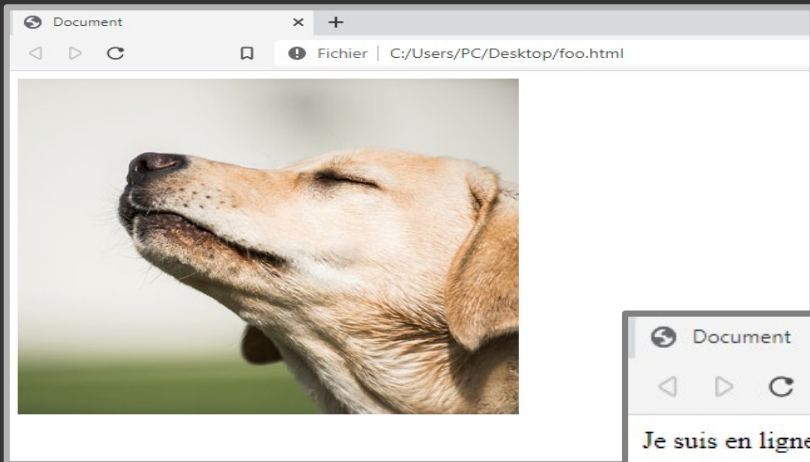 Document
Fichier | C:/Users/PC/Desktop/foo.html
Document
Je suis en ligne